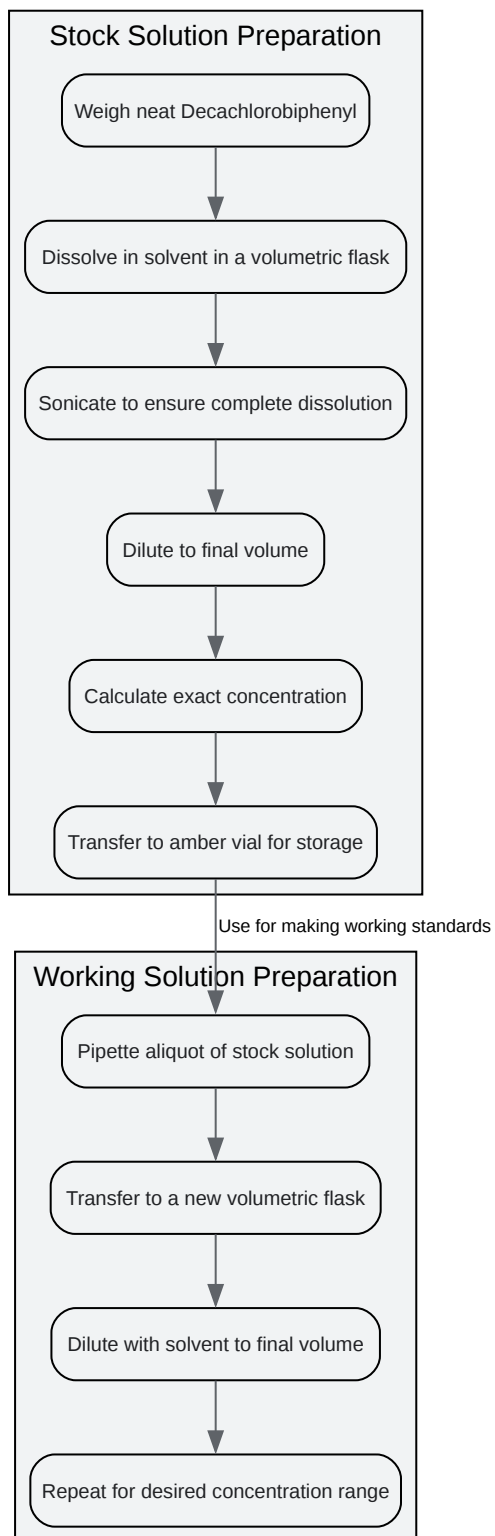 Stock Solution Preparation
Weigh neat Decachlorobiphenyl
Dissolve in solvent in a volumetric flask
Sonicate to ensure complete dissolution
Dilute to final volume
Calculate exact concentration
Transfer to amber vial for storage
Use for making working standards
Working Solution Preparation
Pipette aliquot of stock solution
Transfer to a new volumetric flask
Dilute with solvent to final volume
Repeat for desired concentration range